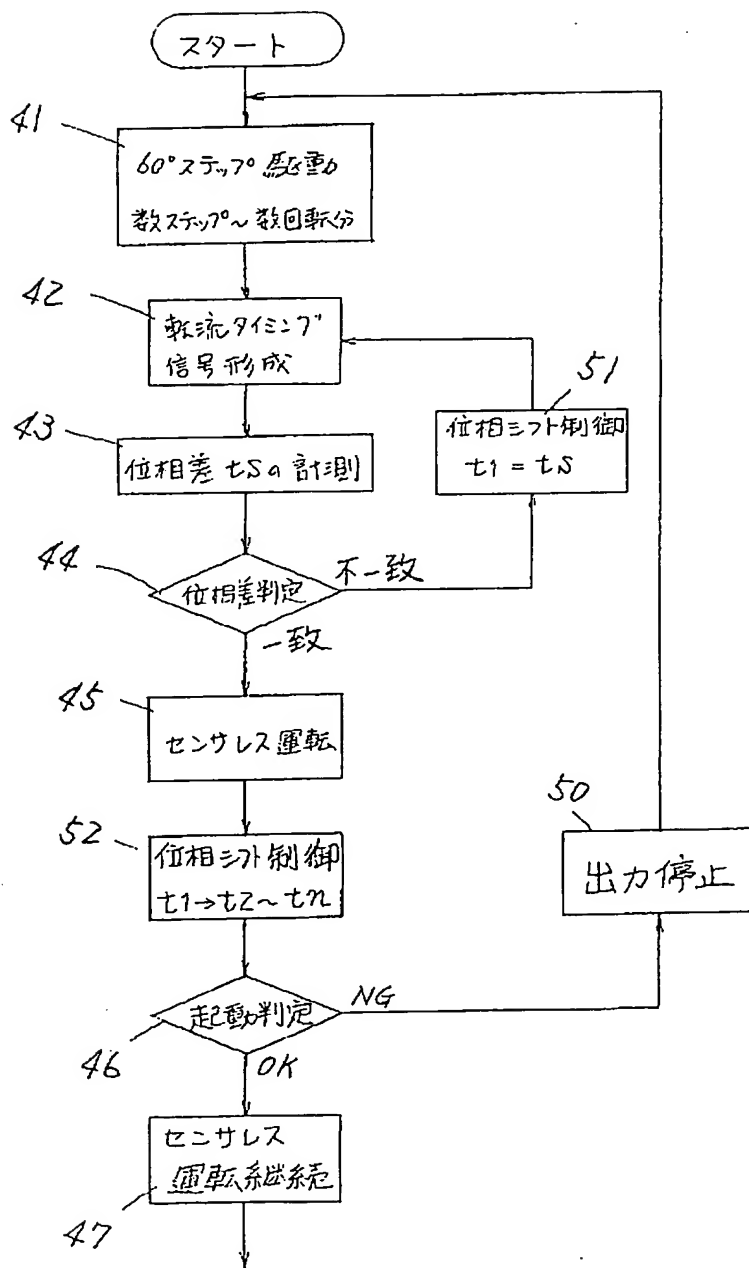 スタート
41
60°ステップ駆動
数ステップ~数回転分
42
転流タイミング
信号形成
51
位相シフト制御
t1 = ts
43
位相差 tsの計測
44
位相差判定
不一致
一致
45
センサレス運転
52
位相シフト制御
t1→t2~tn
50
出力停止
起動判定
NG
46
OK
センサレス
運転継続
47